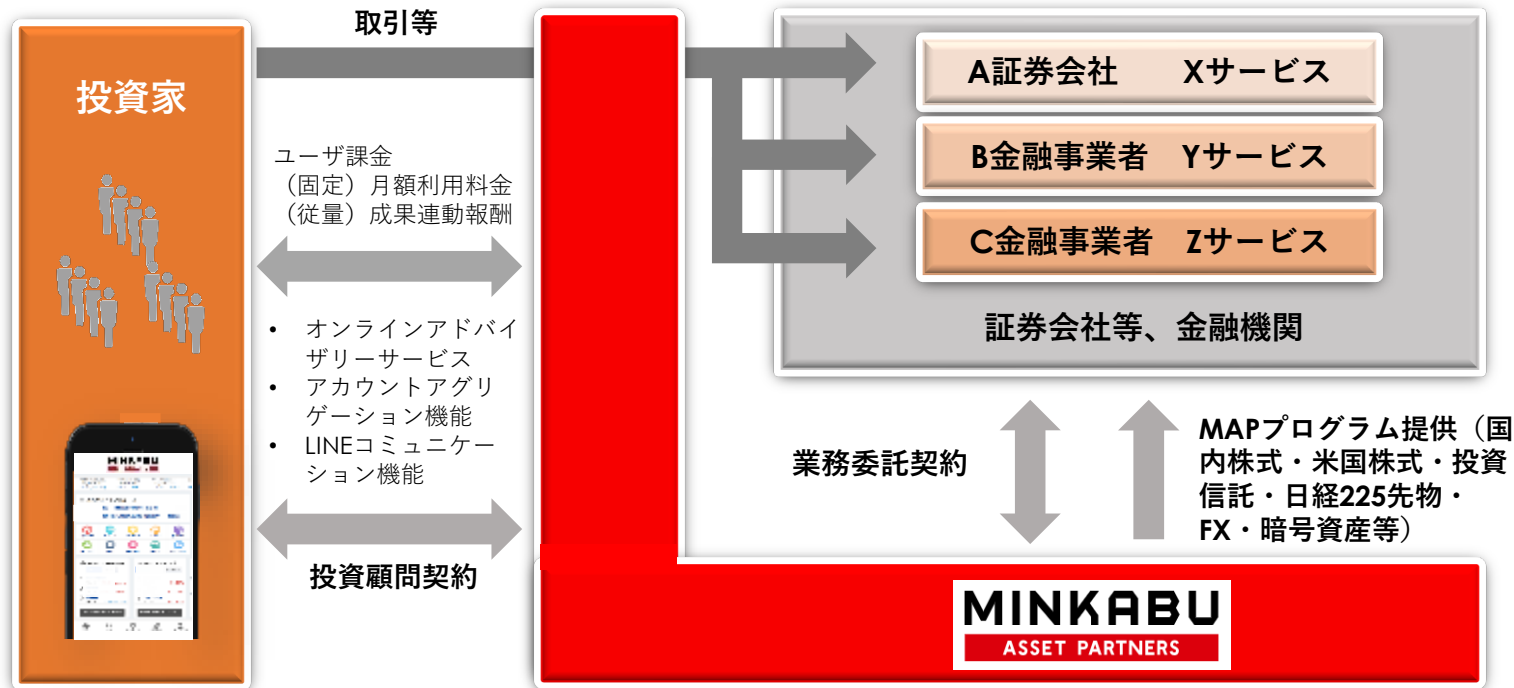 取引等
投資家
ユーザ課金
（固定）月額利用料金
（従量）成果連動報酬
• オンラインアドバイ
ザリーサービス
• アカウントアグリ
ゲーション機能
• LINEコミュニケー
ション機能
投資顧問契約
A証券会社 Xサービス
B金融事業者 Yサービス
C金融事業者 Zサービス
証券会社等、金融機関
業務委託契約
MAPプログラム提供（国
内株式・米国株式・投資
信託・日経225先物・
FX・暗号資産等）
MINKABU
ASSET PARTNERS
MINKABU